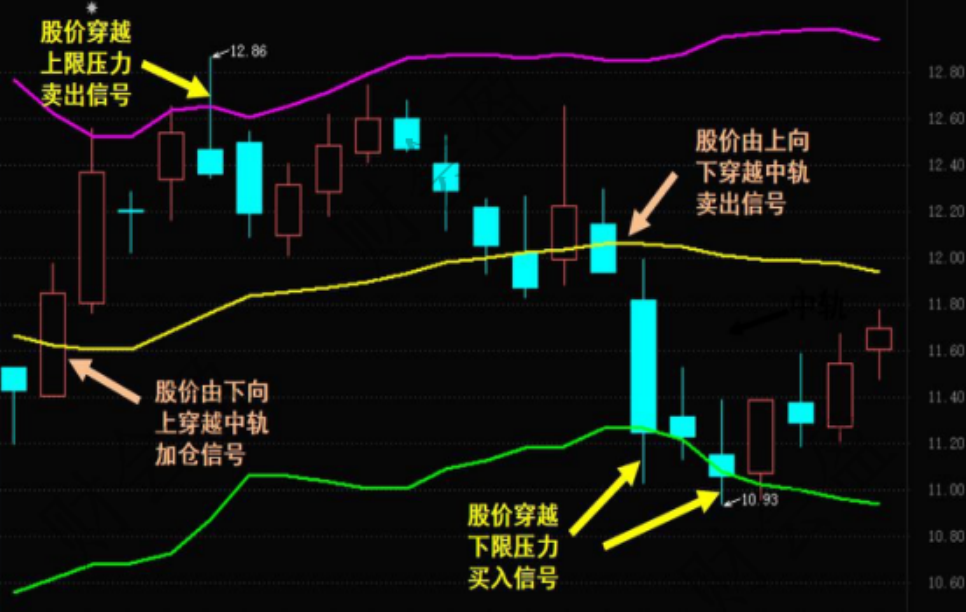 股价穿越
上限压力
卖出信号
12.86
12.80
12.60
股价由上向
下穿越中轨
卖出信号
12.40
12.20
12.00
中轨
11.80
11.60
股价由下向
上穿越中轨
加仓信号
11.40
11.20
11.00
10.93
股价穿越
下限压力
买入信号
10.80
10.60